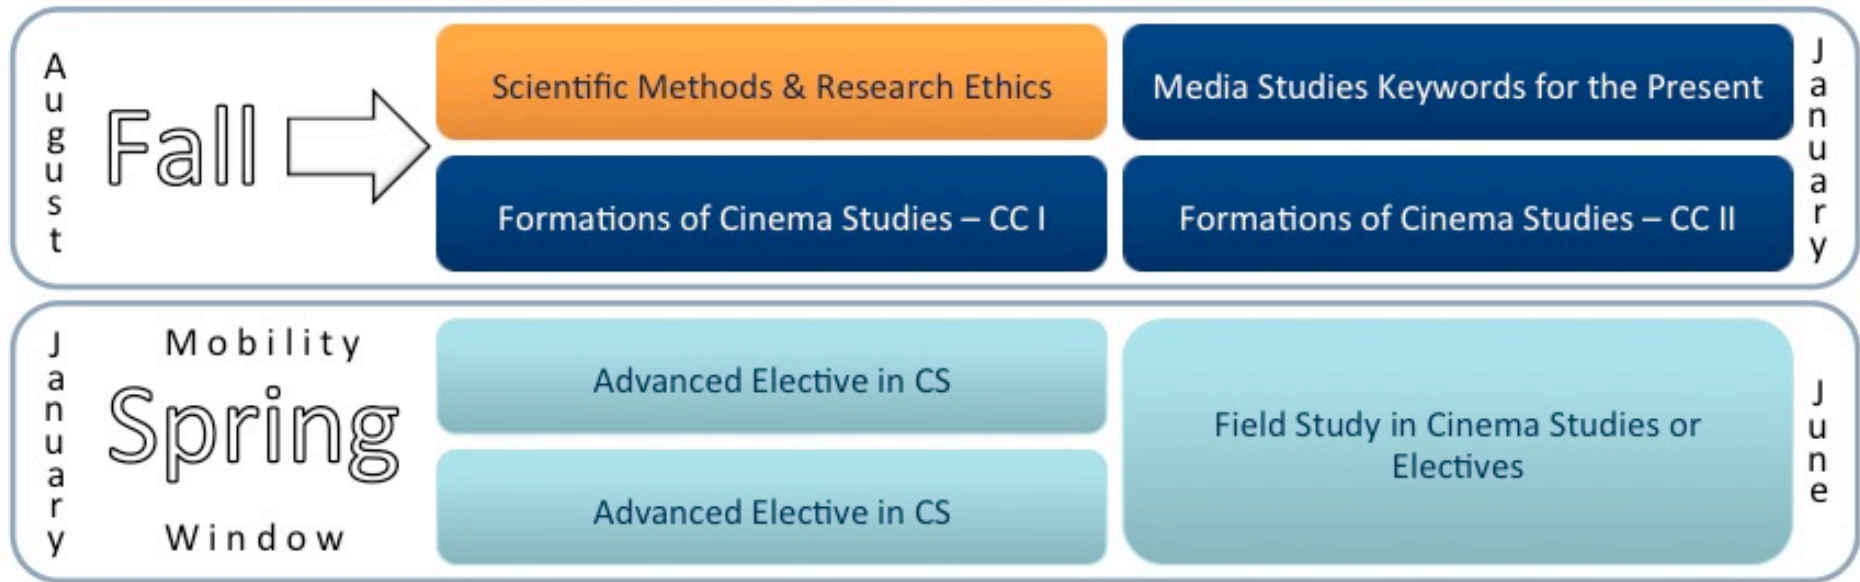 August
Fall
Scientific Methods & Research Ethics
Media Studies Keywords for the Present
Formations of Cinema Studies – CC I
Formations of Cinema Studies – CC II
January
January
Mobility
Spring
Window
Advanced Elective in CS
Advanced Elective in CS
Field Study in Cinema Studies or
Electives
June